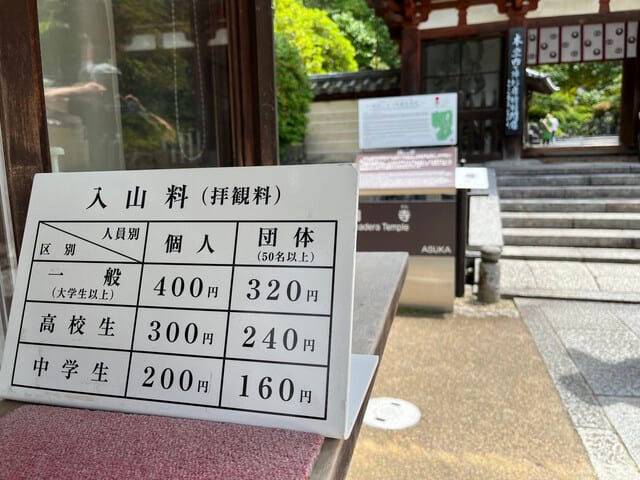 入山料(拝観料)
人員別
区別
個人
団体
(50名以上)
一般
(大学生以上)
400円
320円
高校生
300円
240円
中学生
200円
160円
寺
adera Temple
ASUKA